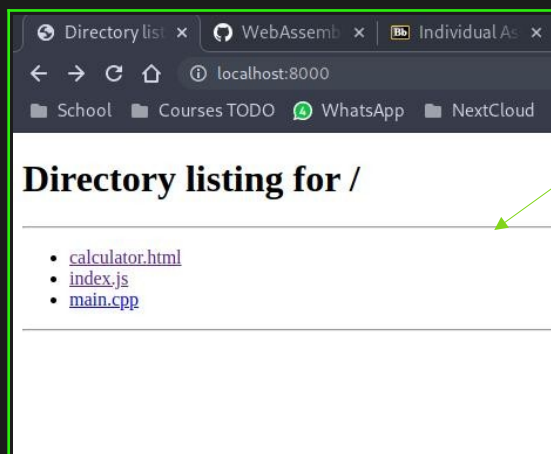 Directory list
WebAssemb
Individual As
localhost:8000
School Courses TODO 4 WhatsApp NextCloud
Directory listing for /
calculator.html
index.js
main.cpp